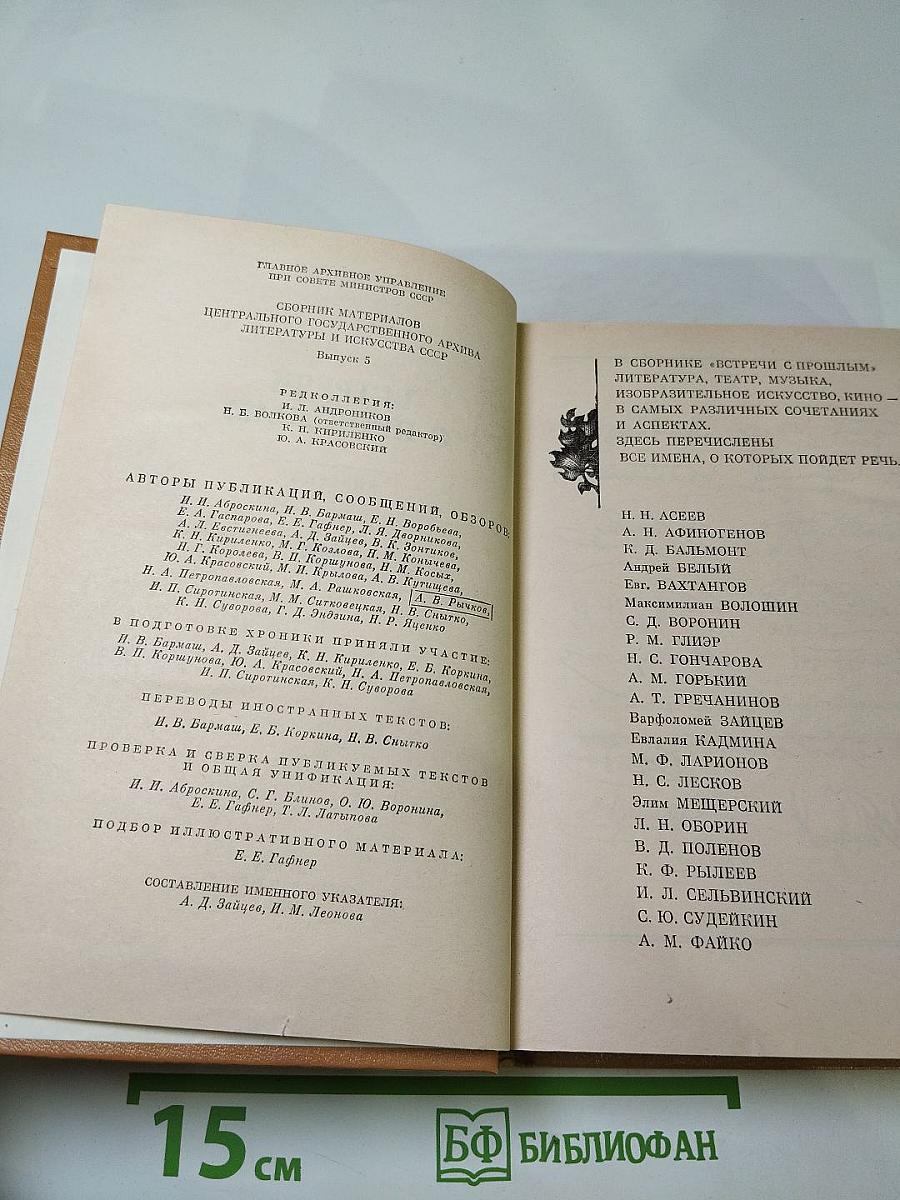 ГЛАВНОЕ АРХИВНОЕ УПРАВЛЕНИЕ
ПРИ СОВЕТЕ МИНИСТРОВ СССР
СБОРНИК МАТЕРИАЛОВ
ЦЕНТРАЛЬНОГО ГОСУДАРСТВЕННОГО АРХИВА
ЛИТЕРАТУРЫ И ИСКУССТВА СССР
Выпуск 5
РЕДКОЛЛЕГИЯ:
И. Л. АНДРОНИКОВ
Н. Б. ВОЛКОВА (ответственный редактор)
К. Н. КИРИЛЕНКО
Ю. А. КРАСОВСКИЙ
АВТОРЫ ПУБЛИКАЦИЙ, СООБЩЕНИЙ, ОБЗОРОВ:
И. И. Аброскина, И. В. Бармаш, Е. Н. Воробьева,
Е. А. Гаспарова, Е. Е. Гафнер, Л. Я. Дворникова,
А. Л. Евстигнеева, А. Д. Зайцев, В. К. Зонтиков,
К. Н. Кириленко, М. Г. Козлова, Н. М. Конычева,
Н. Г. Королева, В. П. Коршунова, Н. М. Косых,
Ю. А. Красовский, М. И. Крылова, А. В. Кутищева,
Н. А. Петропавловская, М. А. Рашковская, А. В. Рычков,
И. П. Сиротинская, М. М. Ситковецкая, Н. В. Снытко,
К. Н. Суворова, Г. Д. Эндзина, Н. Р. Яценко
В ПОДГОТОВКЕ ХРОНИКИ ПРИНЯЛИ УЧАСТИЕ:
И. В. Бармаш, А. Д. Зайцев, К. Н. Кириленко, Е. Б. Коркина,
В. П. Коршунова, Ю. А. Красовский, Н. А. Петропавловская,
И. П. Сиротинская, К. Н. Суворова
ПЕРЕВОДЫ ИНОСТРАННЫХ ТЕКСТОВ:
И. В. Бармаш, Е. Б. Коркина, Н. В. Снытко
ПРОВЕРКА И СВЕРКА ПУБЛИКУЕМЫХ ТЕКСТОВ
И ОБЩАЯ УНИФИКАЦИЯ:
И. И. Аброскина, С. Г. Блинов, О. Ю. Воронина,
Е. Е. Гафнер, Т. Л. Латыпова
ПОДБОР ИЛЛЮСТРАТИВНОГО МАТЕРИАЛА:
Е. Е. Гафнер
СОСТАВЛЕНИЕ ИМЕННОГО УКАЗАТЕЛЯ:
А. Д. Зайцев, И. М. Леонова
В СБОРНИКЕ «ВСТРЕЧИ С ПРОШЛЫМ»
ЛИТЕРАТУРА, ТЕАТР, МУЗЫКА,
ИЗОБРАЗИТЕЛЬНОЕ ИСКУССТВО, КИНО —
В САМЫХ РАЗЛИЧНЫХ СОЧЕТАНИЯХ
И АСПЕКТАХ.
ЗДЕСЬ ПЕРЕЧИСЛЕНЫ
ВСЕ ИМЕНА, О КОТОРЫХ ПОЙДЕТ РЕЧЬ.
Н. Н. АСЕЕВ
А. Н. АФИНОГЕНОВ
К. Д. БАЛЬМОНТ
Андрей БЕЛЫЙ
Евг. ВАХТАНГОВ
Максимилиан ВОЛОШИН
С. Д. ВОРОНИН
Р. М. ГЛИЭР
Н. С. ГОНЧАРОВА
А. М. ГОРЬКИЙ
А. Т. ГРЕЧАНИНОВ
Варфоломей ЗАЙЦЕВ
Евлалия КАДМИНА
М. Ф. ЛАРИОНОВ
Н. С. ЛЕСКОВ
Элим МЕЩЕРСКИЙ
Л. Н. ОБОРИН
В. Д. ПОЛЕНОВ
К. Ф. РЫЛЕЕВ
И. Л. СЕЛЬВИНСКИЙ
С. Ю. СУДЕЙКИН
А. М. ФАЙКО
15 см
БФ БИБЛИОФАН